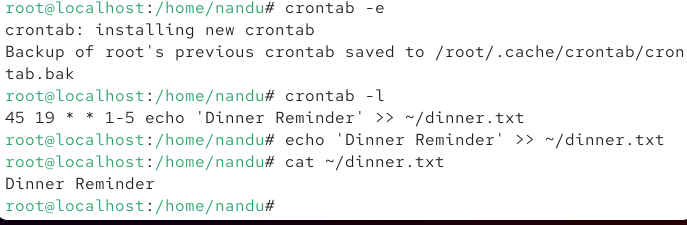 root@localhost:/home/nandu# crontab -e
crontab: installing new crontab
Backup of root's previous crontab saved to /root/.cache/crontab/cron
tab.bak
root@localhost:/home/nandu# crontab -l
45 19 * * 1-5 echo 'Dinner Reminder' >> ~/dinner.txt
root@localhost:/home/nandu# echo 'Dinner Reminder' >> ~/dinner.txt
root@localhost:/home/nandu# cat ~/dinner.txt
Dinner Reminder
root@localhost:/home/nandu#